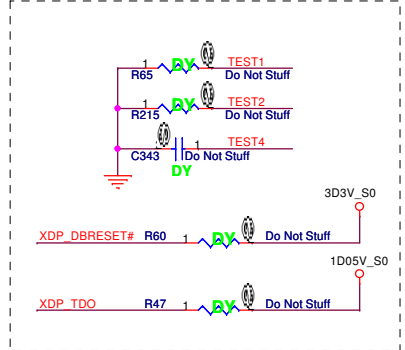 1 DY TEST1
R65 Do Not Stuff
1 DY TEST2
R215 Do Not Stuff
1 TEST4
C343 Do Not Stuff
DY
3D3V_S0
XDP_DBRESET# R60 1 DY Do Not Stuff
1D05V_S0
XDP_TDO R47 1 DY Do Not Stuff